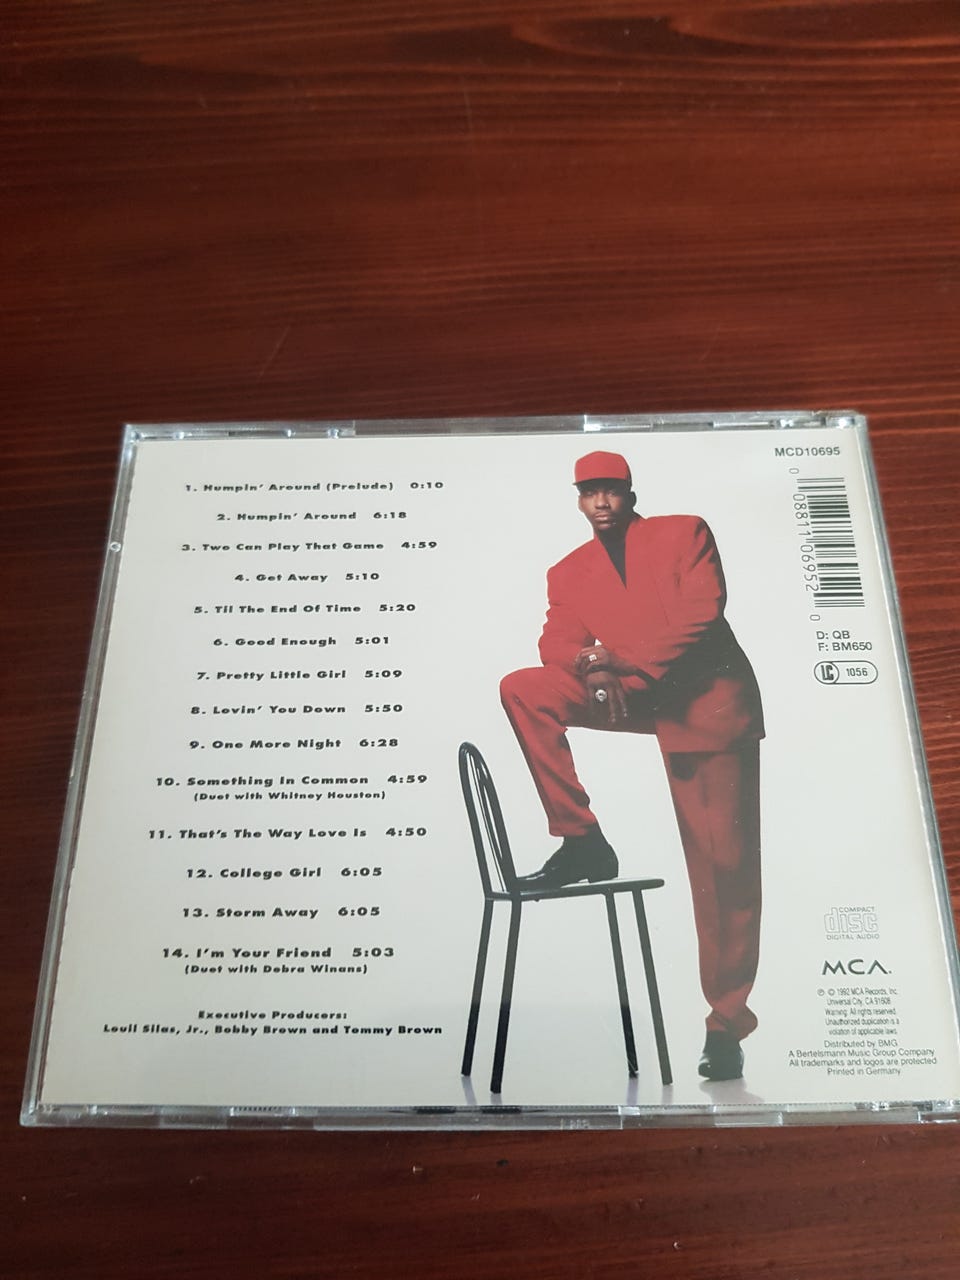 1. Humpin' Around (Prelude) 0:10
2. Humpin' Around 6:18
3. Two Can Play That Game 4:59
4. Get Away 5:10
5. Til The End Of Time 5:20
6. Good Enough 5:01
7. Pretty Little Girl 5:09
8. Lovin' You Down 5:50
9. One More Night 6:28
10. Something In Common 4:59
(Duet with Whitney Houston)
11. That's The Way Love Is 4:50
12. College Girl 6:05
13. Storm Away 6:05
14. I'm Your Friend 5:03
(Duet with Debra Winans)
Executive Producers:
Louil Silas, Jr., Bobby Brown and Tommy Brown
MCD10695
0 08811 06952 0
D: QB
F: BM650
LC 1056
COMPACT
disc
DIGITAL AUDIO
MCA.
℗ © 1992 MCA Records, Inc.
Universal City, CA 91608
Warning: All rights reserved.
Unauthorized duplication is a
violation of applicable laws.
Distributed by BMG
A Bertelsmann Music Group Company
All trademarks and logos are protected
Printed in Germany